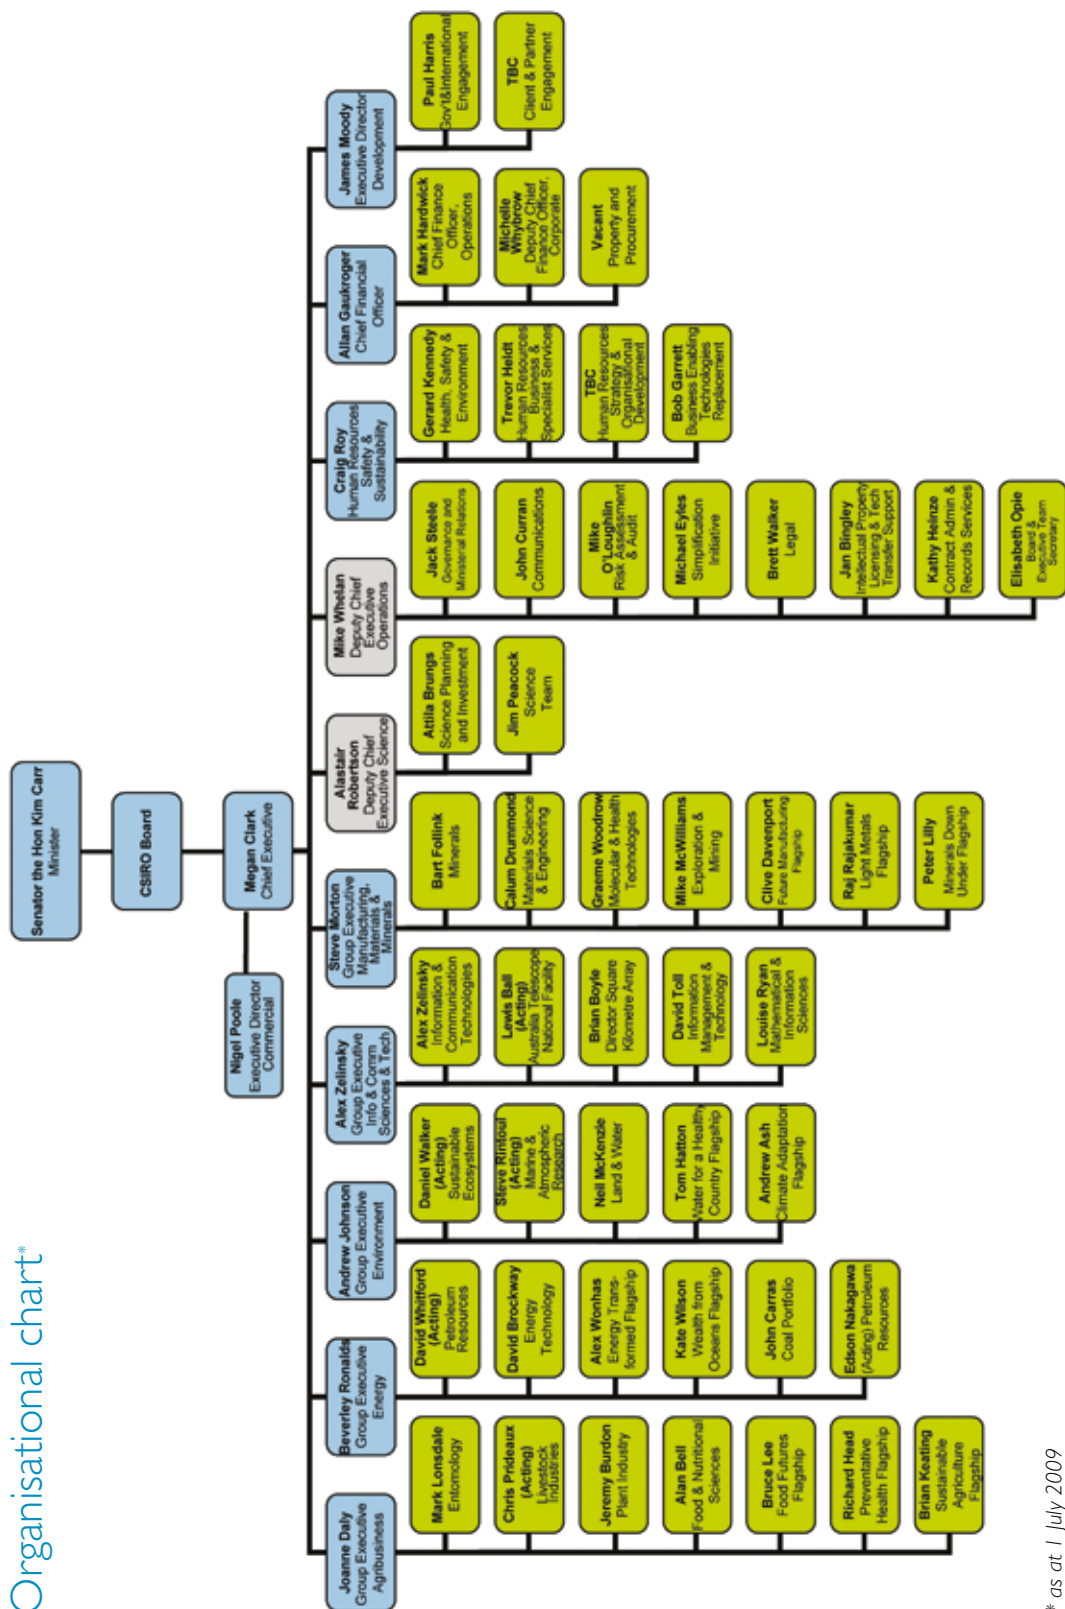 Organisational chart*
Senator the Hon Kim Carr
Minister
CSIRO Board
Megan Clark
Chief Executive
Nigel Poole
Executive Director
Commercial
Joanne Daly
Group Executive
Agribusiness
Mark Lonsdale
Entomology
Chris Prideaux
(Acting)
Livestock
Industries
Jeremy Burdon
Plant Industry
Alan Bell
Food & Nutritional
Sciences
Bruce Lee
Food Futures
Flagship
Richard Head
Preventative
Health Flagship
Brian Keating
Sustainable
Agriculture
Flagship
Beverley Ronalds
Group Executive
Energy
David Whitford
(Acting)
Petroleum
Resources
David Brockway
Energy
Technology
Alex Wonhas
Energy Trans-
formed Flagship
Kate Wilson
Wealth from
Oceans Flagship
John Carras
Coal Portfolio
Edson Nakagawa
(Acting) Petroleum
Resources
Andrew Johnson
Group Executive
Environment
Daniel Walker
(Acting)
Sustainable
Ecosystems
Steve Rintoul
(Acting)
Marine &
Atmospheric
Research
Neil McKenzie
Land & Water
Tom Hatton
Water for a Healthy
Country Flagship
Andrew Ash
Climate Adaptation
Flagship
Alex Zelinsky
Group Executive
Info & Comm
Sciences & Tech
Alex Zelinsky
Information &
Communication
Technologies
Lewis Ball
(Acting)
Australia Telescope
National Facility
Brian Boyle
Director Square
Kilometre Array
David Toll
Information
Management &
Technology
Louise Ryan
Mathematical &
Information
Sciences
Steve Morton
Group Executive
Manufacturing,
Materials &
Minerals
Bart Follink
Minerals
Calum Drummond
Materials Science
& Engineering
Graeme Woodrow
Molecular & Health
Technologies
Mike McWilliams
Exploration &
Mining
Clive Davenport
Future Manufacturing
Flagship
Raj Rajakumar
Light Metals
Flagship
Peter Lilly
Minerals Down
Under Flagship
Alastair
Robertson
Deputy Chief
Executive Science
Attila Brungs
Science Planning
and Investment
Jim Peacock
Science
Team
Mike Whelan
Deputy Chief
Executive
Operations
Jack Steele
Governance and
Ministerial Relations
John Curran
Communications
Mike
O'Loughlin
Risk Assessment
& Audit
Michael Eyles
Simplification
Initiative
Brett Walker
Legal
Jan Bingley
Intellectual Property
Licensing & Tech
Transfer Support
Kathy Heinze
Contract Admin &
Records Services
Elisabeth Opie
Board &
Executive Team
Secretary
Craig Roy
Human Resources
Safety &
Sustainability
Gerard Kennedy
Health, Safety &
Environment
Trevor Heldt
Human Resources
Business &
Specialist Services
TBC
Human Resources
Strategy &
Organisational
Development
Bob Garrett
Business Enabling
Technologies
Replacement
Allan Gaukroger
Chief Financial
Officer
Mark Hardwick
Chief Finance
Officer,
Operations
Michelle
Whybrow
Deputy Chief
Finance Officer,
Corporate
Vacant
Property and
Procurement
James Moody
Executive Director
Development
Paul Harris
Gov't&International
Engagement
TBC
Client & Partner
Engagement
* as at 1 July 2009